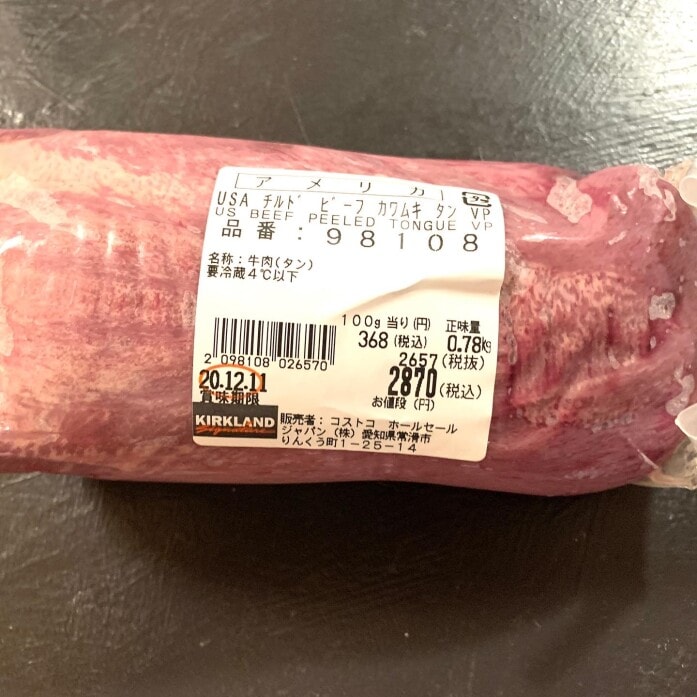 アメリカ
USA チルド ビーフ カワムキ タン VP
US BEEF PEELED TONGUE VP
品番:98108
名称:牛肉(タン)
要冷蔵4℃以下
100g当り(円) 正味量
368(税込) 0.78kg
2657(税抜)
2 098108 026570
2870(税込)
お値段(円)
20.12.11
賞味期限
KIRKLAND
Signature
販売者:コストコ ホールセール
ジャパン(株)愛知県常滑市
りんくう町1-25-14